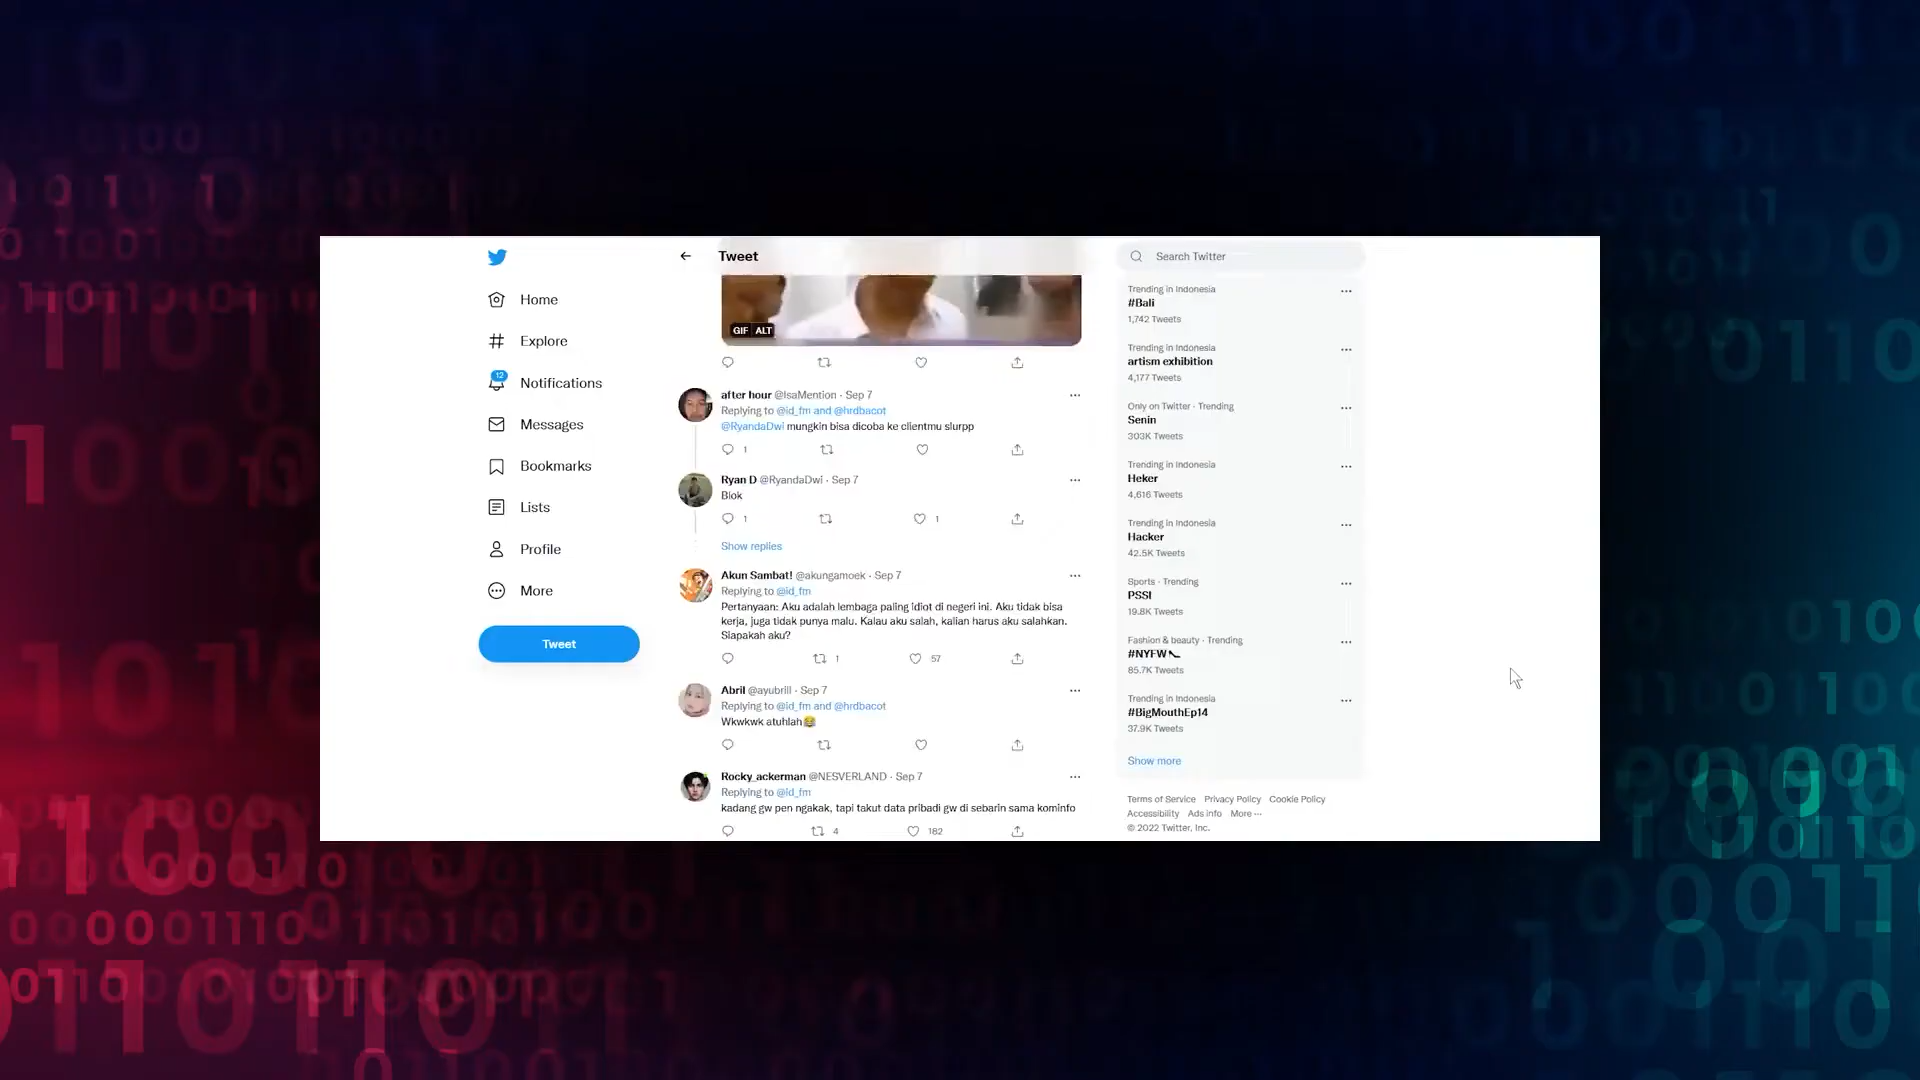 Home
Explore
12
Notifications
Messages
Bookmarks
Lists
Profile
More
Tweet
Tweet
GIF ALT
after hour @IsaMention · Sep 7
Replying to @id_fm and @hrdbacot
@RyandaDwi mungkin bisa dicoba ke clientmu slurpp
1
Ryan D @RyandaDwi · Sep 7
Blok
1 1
Show replies
Akun Sambat! @akungamoek · Sep 7
Replying to @id_fm
Pertanyaan: Aku adalah lembaga paling idiot di negeri ini. Aku tidak bisa
kerja, juga tidak punya malu. Kalau aku salah, kalian harus aku salahkan.
Siapakah aku?
1 57
Abril @ayubrill · Sep 7
Replying to @id_fm and @hrdbacot
Wkwkwk atuhlah😂
Rocky_ackerman @NESVERLAND · Sep 7
Replying to @id_fm
kadang gw pen ngakak, tapi takut data pribadi gw di sebarin sama kominfo
4 182
Search Twitter
Trending in Indonesia
#Bali
1,742 Tweets
Trending in Indonesia
artism exhibition
4,177 Tweets
Only on Twitter · Trending
Senin
303K Tweets
Trending in Indonesia
Heker
4,616 Tweets
Trending in Indonesia
Hacker
42.5K Tweets
Sports · Trending
PSSI
19.8K Tweets
Fashion & beauty · Trending
#NYFW
85.7K Tweets
Trending in Indonesia
#BigMouthEp14
37.9K Tweets
Show more
Terms of Service Privacy Policy Cookie Policy
Accessibility Ads info More ···
© 2022 Twitter, Inc.